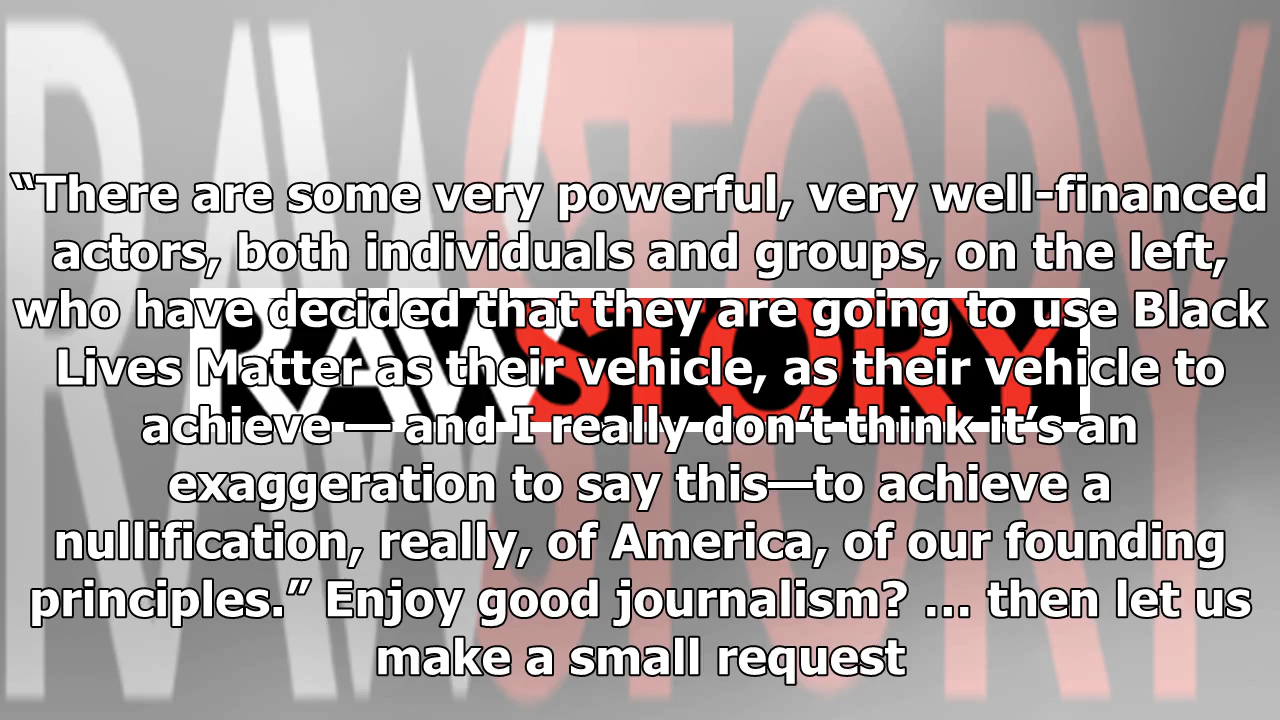 RAWSTORY
“There are some very powerful, very well-financed
actors, both individuals and groups, on the left,
who have decided that they are going to use Black
Lives Matter as their vehicle, as their vehicle to
achieve — and I really don’t think it’s an
exaggeration to say this—to achieve a
nullification, really, of America, of our founding
principles.” Enjoy good journalism? … then let us
make a small request
RAWSTORY